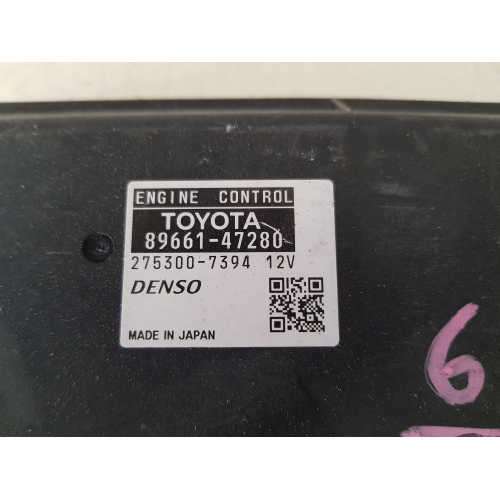 ENGINE CONTROL
TOYOTA
89661-47280
275300-7394 12V
DENSO
MADE IN JAPAN
6